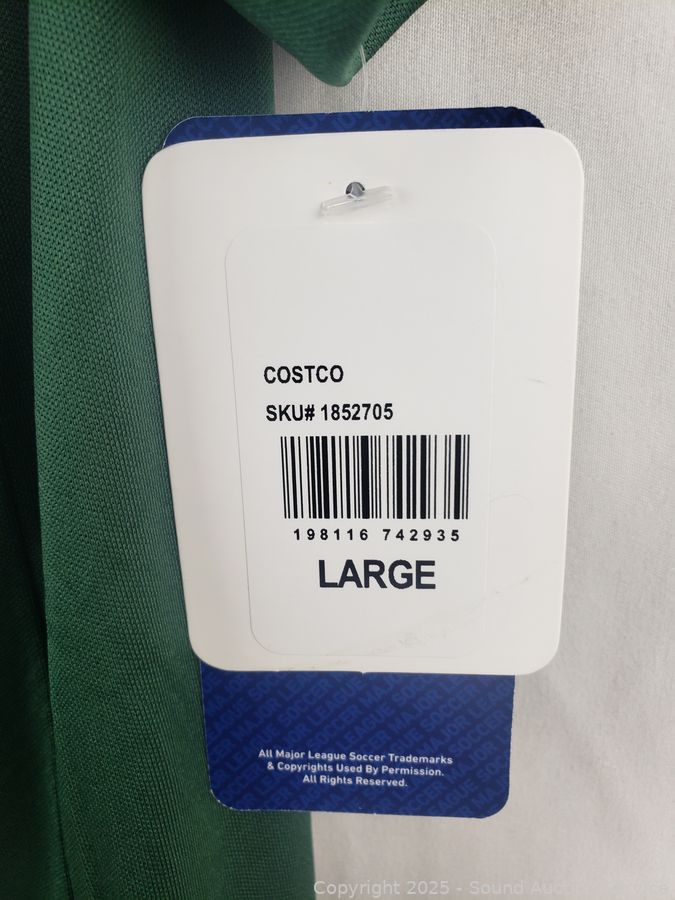 COSTCO
SKU# 1852705
198116 742935
LARGE
All Major League Soccer Trademarks
& Copyrights Used By Permission.
All Rights Reserved.
Copyright 2025 - Sound Auction Service